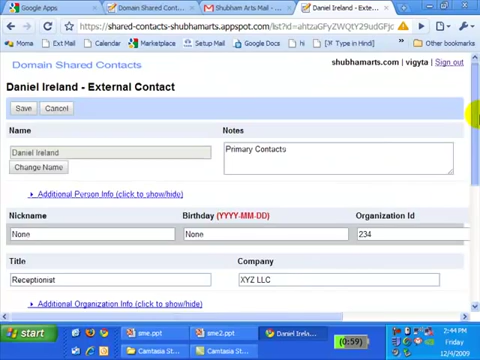 Google Apps
Domain Shared Cont...
Shubham Arts Mail -
Daniel Ireland - Exter...
https://shared-contacts-shubhamarts.appspot.com/list?
Moma
Ext Mail
Calendar
Marketplace
Setup Mail
Google Docs
hi
[Type in Hindi]
Other bookmarks
Domain Shared Contacts
shubhamarts.com | vigyta | Sign out
Daniel Ireland - External Contact
Save
Cancel
Name
Notes
Daniel Ireland
Primary Contacts
Change Name
Additional Person Info (click to show/hide)
Nickname
Birthday (YYYY-MM-DD)
Organization Id
None
None
234
Title
Company
Receptionist
XYZ LLC
Additional Organization Info (click to show/hide)
start
sme.ppt
sme2.ppt
Daniel Irela...
Camtasia St...
Camtasia St...
(0:59)
2:44 PM
Friday
12/4/2009